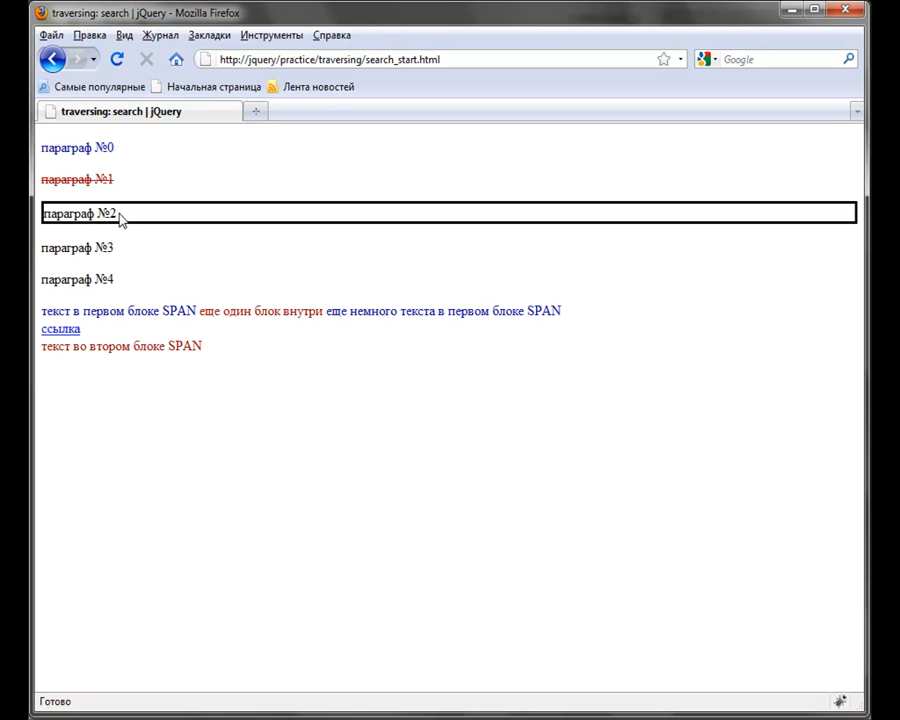 traversing: search | jQuery - Mozilla Firefox
Файл Правка Вид Журнал Закладки Инструменты Справка
http://jquery/practice/traversing/search_start.html Google
Самые популярные Начальная страница Лента новостей
traversing: search | jQuery
параграф №0
параграф №1
параграф №2
параграф №3
параграф №4
текст в первом блоке SPAN еще один блок внутри еще немного текста в первом блоке SPAN
ссылка
текст во втором блоке SPAN
Готово